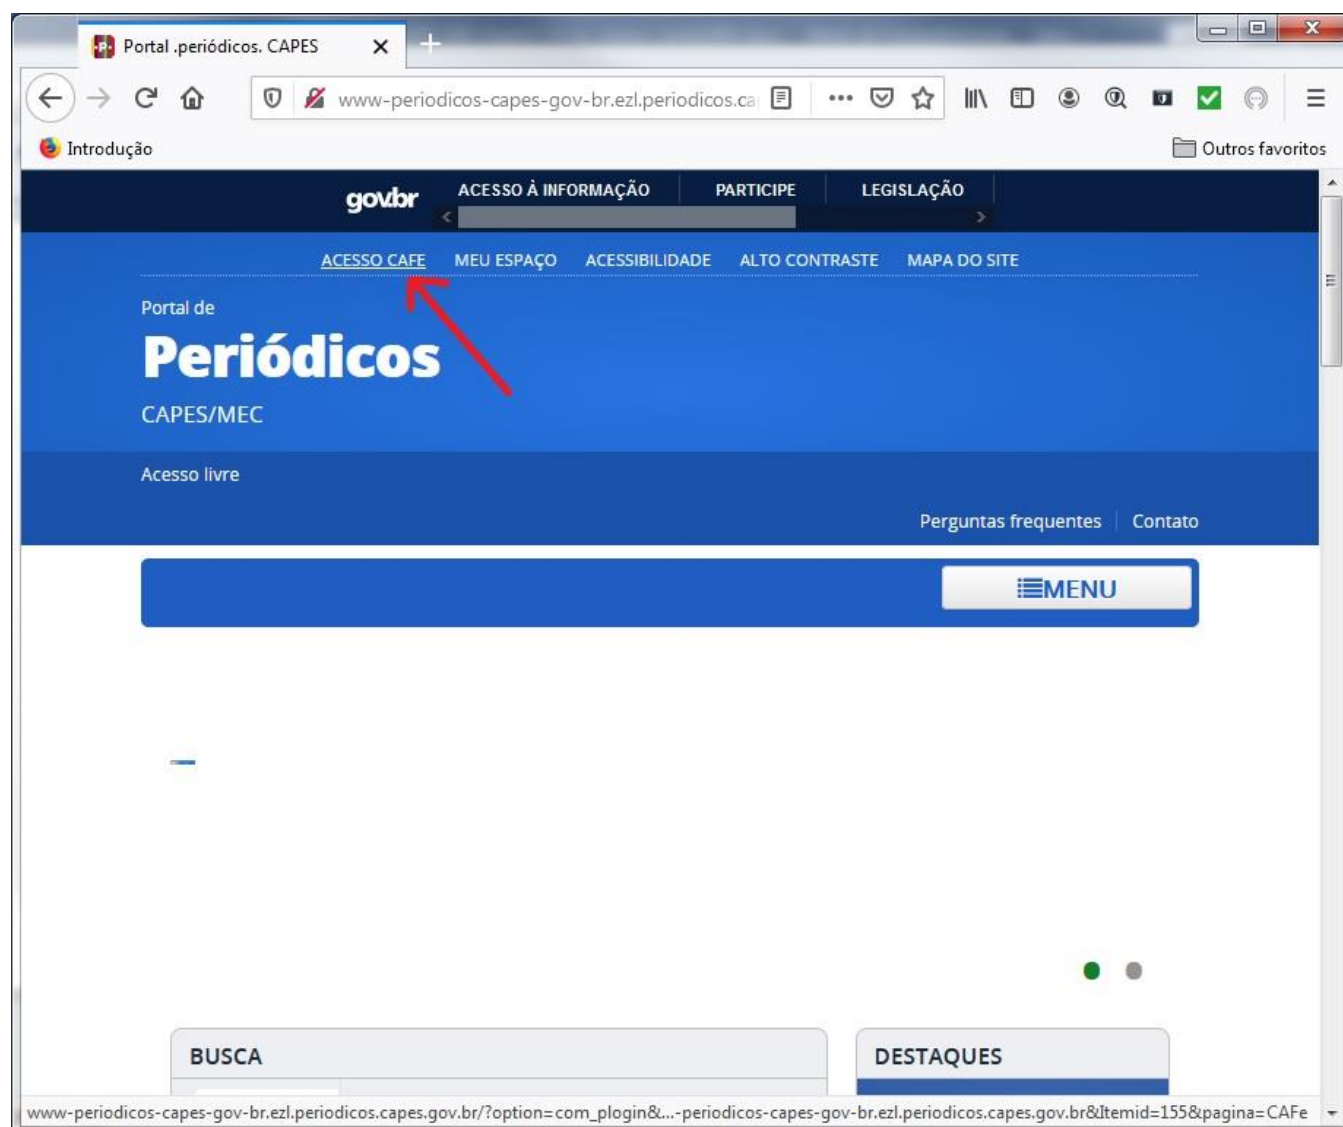 Portal .periódicos. CAPES
www-periodicos-capes-gov-br.ezl.periodicos.ca
Introdução
Outros favoritos
govbr
ACESSO À INFORMAÇÃO PARTICIPE LEGISLAÇÃO
ACESSO CAFE MEU ESPAÇO ACESSIBILIDADE ALTO CONTRASTE MAPA DO SITE
Portal de
Periódicos
CAPES/MEC
Acesso livre
Perguntas frequentes Contato
MENU
BUSCA
DESTAQUES
www-periodicos-capes-gov-br.ezl.periodicos.capes.gov.br/?option=com_plogin&...-periodicos-capes-gov-br.ezl.periodicos.capes.gov.br&Itemid=155&pagina=CAFe